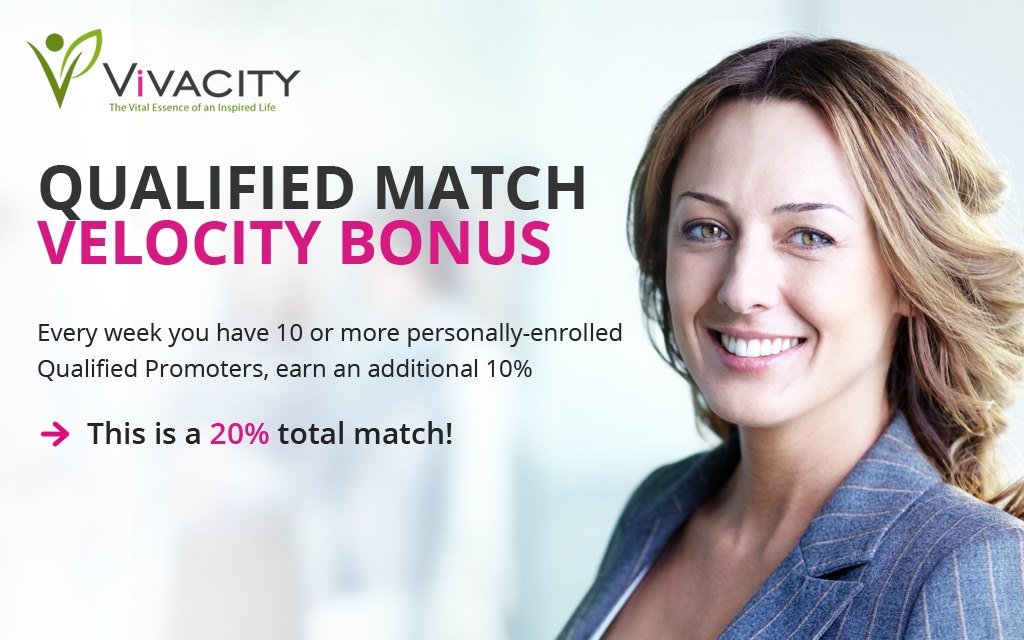 ViVACITY
The Vital Essence of an Inspired Life
QUALIFIED MATCH
VELOCITY BONUS
Every week you have 10 or more personally-enrolled
Qualified Promoters, earn an additional 10%
→ This is a 20% total match!